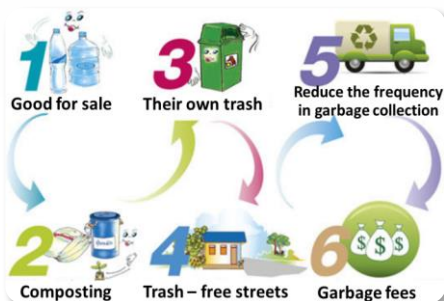 1
Good for sale
2
Composting
3
Their own trash
4
Trash – free streets
5
Reduce the frequency
in garbage collection
6
$ $ $
Garbage fees